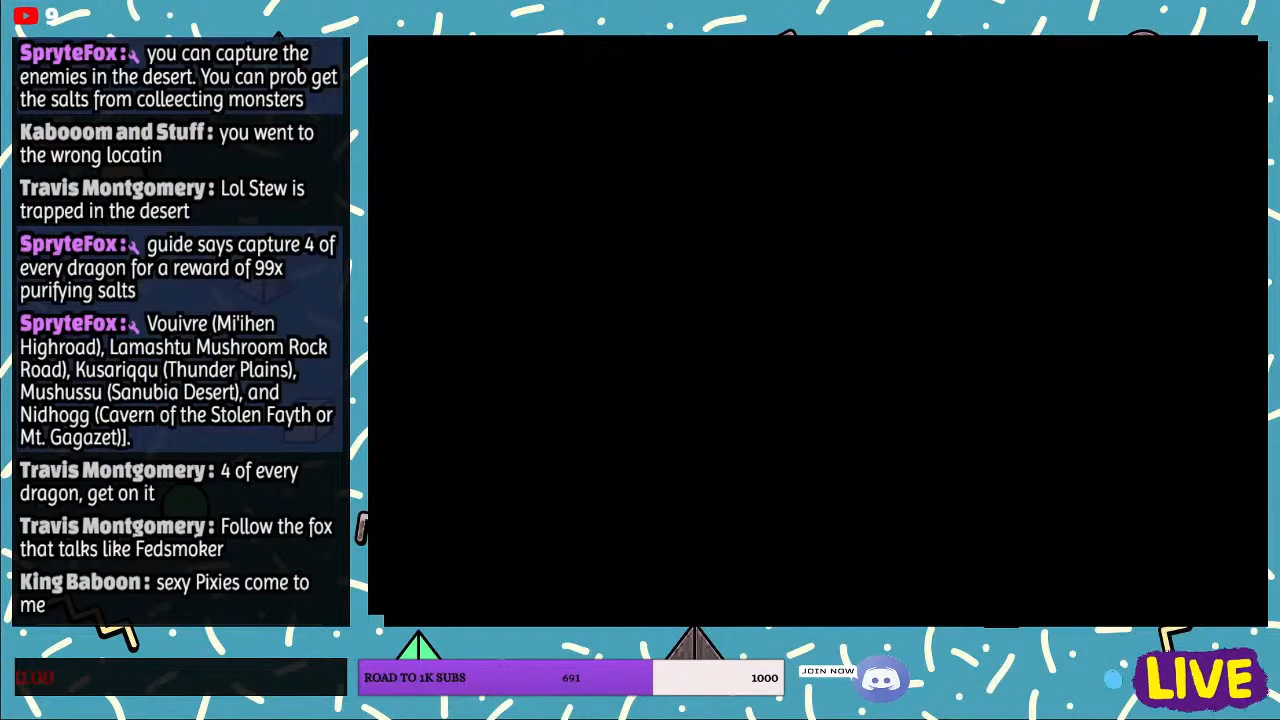 9
SpryteFox: you can capture the
enemies in the desert. You can prob get
the salts from colleecting monsters
Kabooom and Stuff: you went to
the wrong locatin
Travis Montgomery: Lol Stew is
trapped in the desert
SpryteFox: guide says capture 4 of
every dragon for a reward of 99x
purifying salts
SpryteFox: Vouivre (Mi'ihen
Highroad), Lamashtu Mushroom Rock
Road), Kusariqqu (Thunder Plains),
Mushussu (Sanubia Desert), and
Nidhogg (Cavern of the Stolen Fayth or
Mt. Gagazet)].
Travis Montgomery: 4 of every
dragon, get on it
Travis Montgomery: Follow the fox
that talks like Fedsmoker
King Baboon: sexy Pixies come to
me
0:00
ROAD TO 1K SUBS 691 1000
JOIN NOW
LIVE